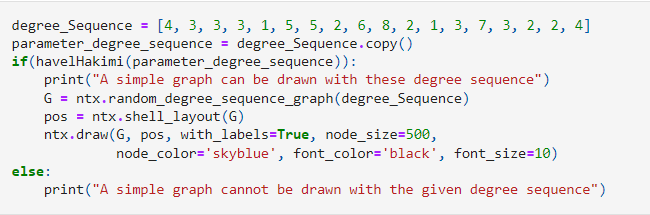 degree_Sequence = [4, 3, 3, 3, 1, 5, 5, 2, 6, 8, 2, 1, 3, 7, 3, 2, 2, 4]
parameter_degree_sequence = degree_Sequence.copy()
if(havelHakimi(parameter_degree_sequence)):
    print("A simple graph can be drawn with these degree sequence")
    G = ntx.random_degree_sequence_graph(degree_Sequence)
    pos = ntx.shell_layout(G)
    ntx.draw(G, pos, with_labels=True, node_size=500,
             node_color='skyblue', font_color='black', font_size=10)
else:
    print("A simple graph cannot be drawn with the given degree sequence")